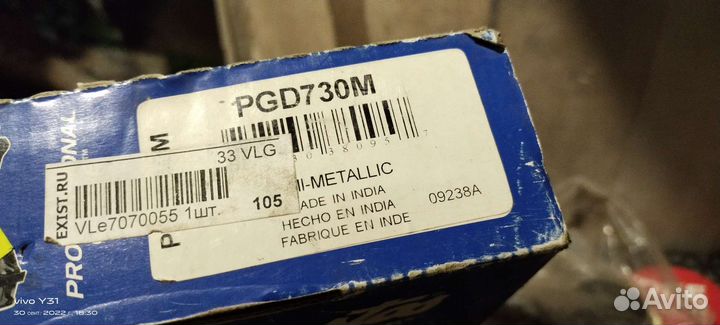 PGD730M
33 VLG
EXIST.RU
VLe7070055 1шт. 105
MI-METALLIC
ADE IN INDIA
HECHO EN INDIA
FABRIQUE EN INDE
09238A
vivo Y31
30 сент. 2022 г., 18:30
Avito